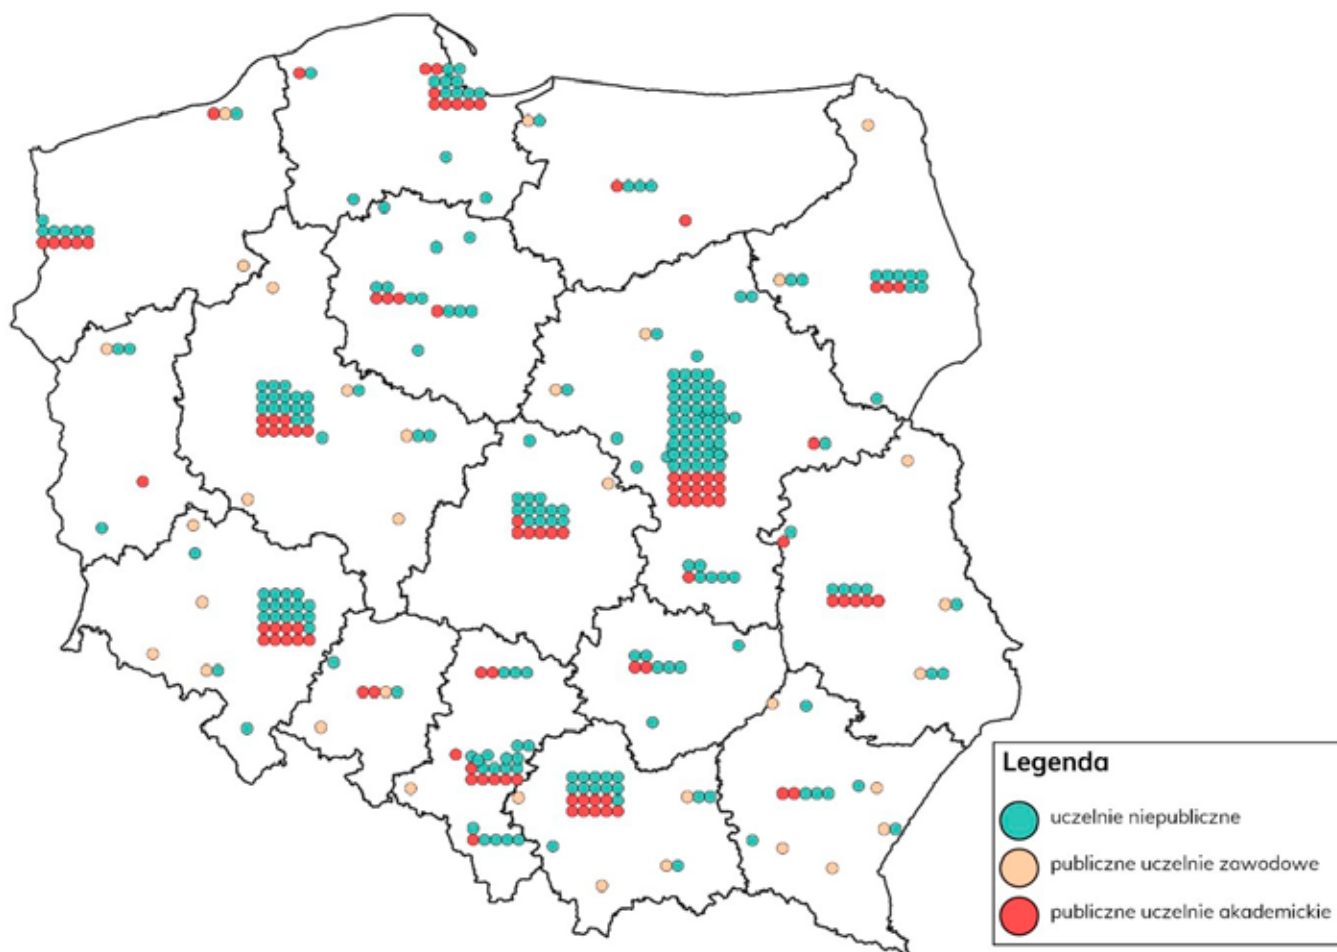 Legenda
uczelnie niepubliczne
publiczne uczelnie zawodowe
publiczne uczelnie akademickie